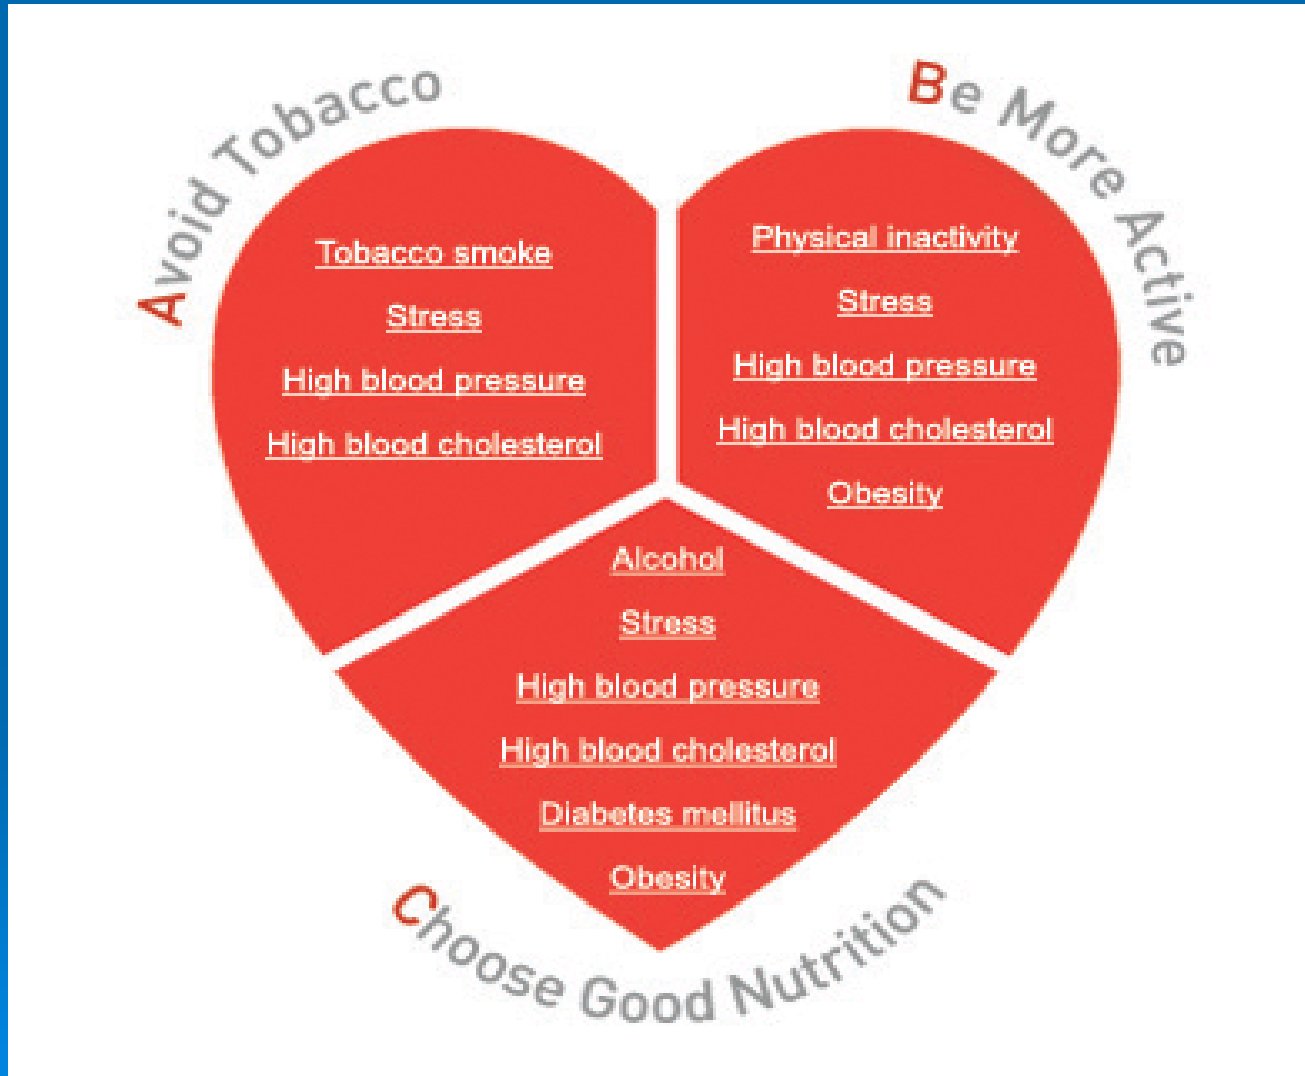 Avoid Tobacco
Tobacco smoke
Stress
High blood pressure
High blood cholesterol
Be More Active
Physical inactivity
Stress
High blood pressure
High blood cholesterol
Obesity
Alcohol
Stress
High blood pressure
High blood cholesterol
Diabetes mellitus
Obesity
Choose Good Nutrition